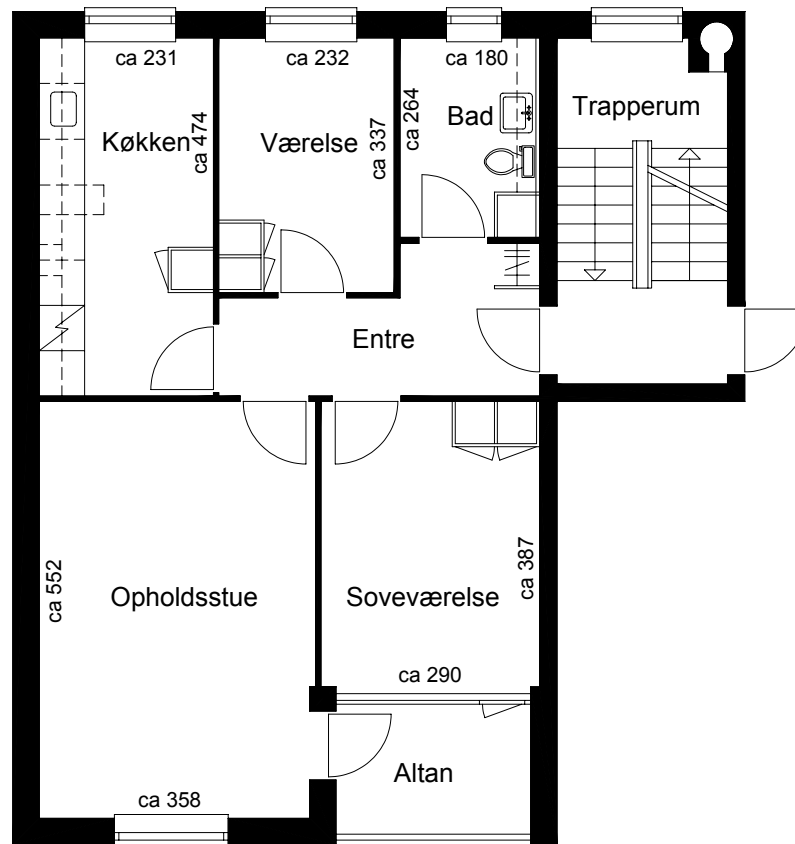 ca 231
ca 232
ca 180
Køkken
ca 474
Værelse
ca 337
ca 264
Bad
Trapperum
Entre
ca 552
Opholdsstue
Soveværelse
ca 387
ca 290
Altan
ca 358